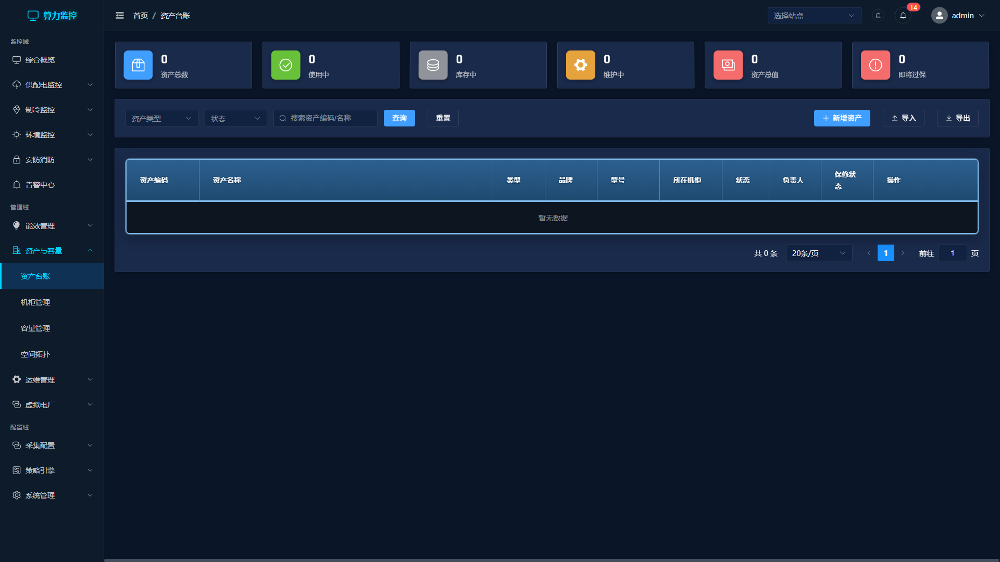 算力监控
首页 / 资产台账
选择站点
14
admin
监控域
综合概览
供配电监控
制冷监控
环境监控
安防消防
告警中心
管理域
能效管理
资产与容量
资产台账
机柜管理
容量管理
空间拓扑
运维管理
虚拟电厂
配置域
采集配置
策略引擎
系统管理
0
资产总数
0
使用中
0
库存中
0
维护中
0
资产总值
0
即将过保
资产类型
状态
搜索资产编码/名称
查询
重置
新增资产
导入
导出
资产编码 资产名称 类型 品牌 型号 所在机柜 状态 负责人 保修状态 操作
暂无数据
共 0 条 20条/页 1 前往 1 页